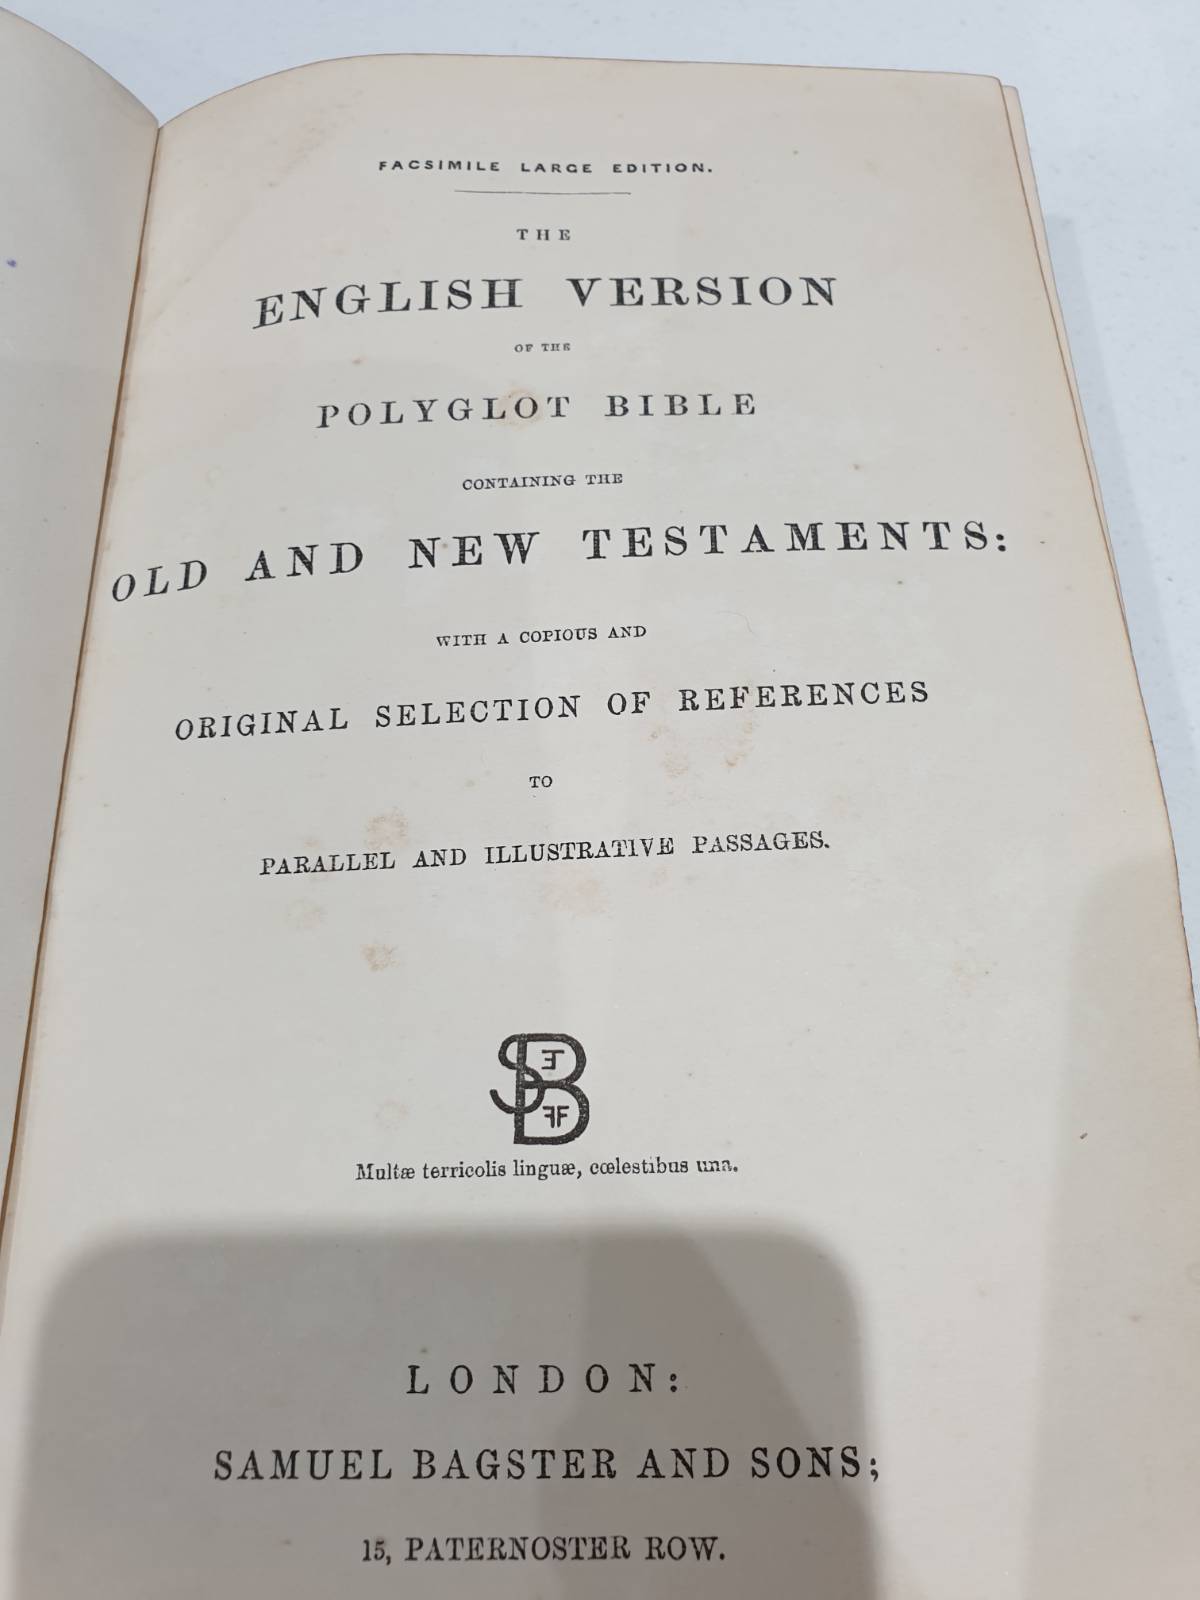 FACSIMILE LARGE EDITION.
THE
ENGLISH VERSION
OF THE
POLYGLOT BIBLE
CONTAINING THE
OLD AND NEW TESTAMENTS:
WITH A COPIOUS AND
ORIGINAL SELECTION OF REFERENCES
TO
PARALLEL AND ILLUSTRATIVE PASSAGES.
SB
Multæ terricolis linguæ, cœlestibus una.
LONDON:
SAMUEL BAGSTER AND SONS;
15, PATERNOSTER ROW.